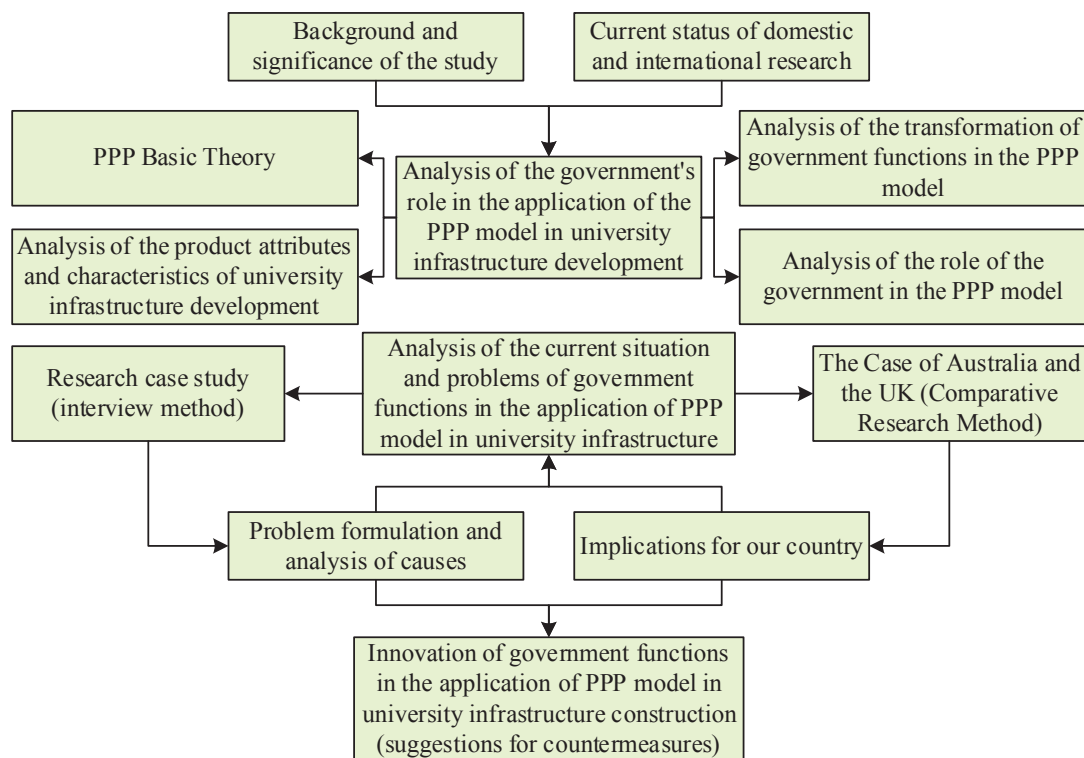 Background and
significance of the study
Current status of domestic
and international research
PPP Basic Theory
Analysis of the government's
role in the application of the
PPP model in university
infrastructure development
Analysis of the transformation of
government functions in the PPP
model
Analysis of the product attributes
and characteristics of university
infrastructure development
Analysis of the role of the
government in the PPP model
Research case study
(interview method)
Analysis of the current situation
and problems of government
functions in the application of PPP
model in university infrastructure
The Case of Australia and
the UK (Comparative
Research Method)
Problem formulation and
analysis of causes
Implications for our country
Innovation of government functions
in the application of PPP model in
university infrastructure construction
(suggestions for countermeasures)